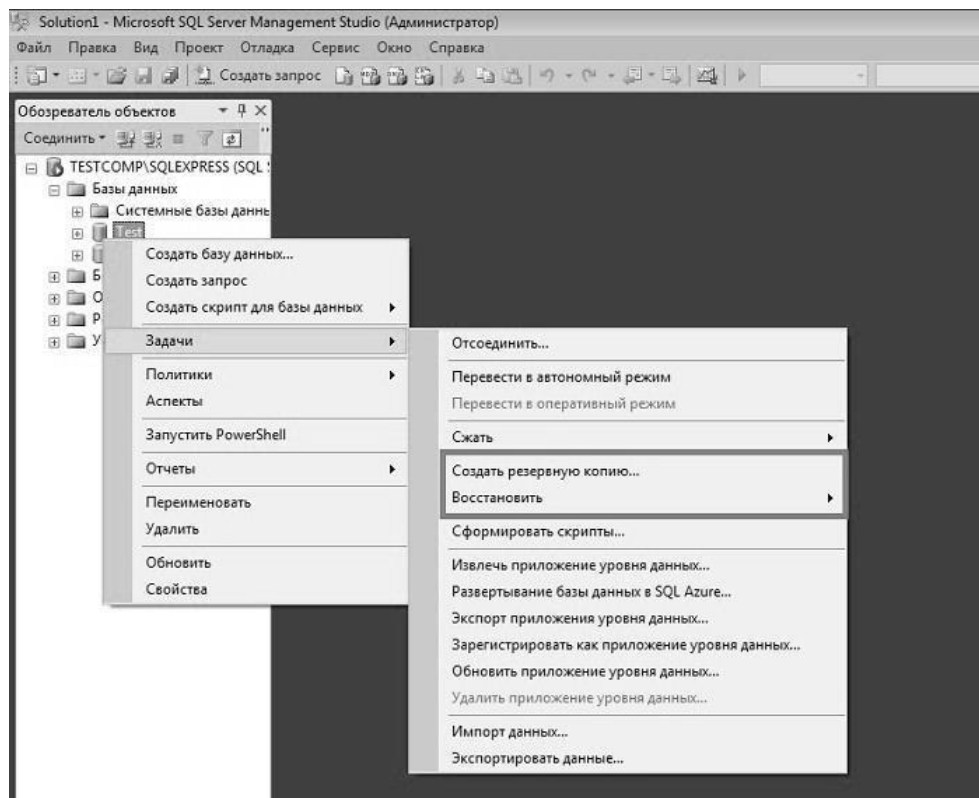 Solution1 - Microsoft SQL Server Management Studio (Администратор)
Файл Правка Вид Проект Отладка Сервис Окно Справка
Создать запрос
Обозреватель объектов
Соединить
TESTCOMP\SQLEXPRESS (SQL
Базы данных
Системные базы даннь
Test
Б
О
Р
У
Создать базу данных...
Создать запрос
Создать скрипт для базы данных
Задачи
Политики
Аспекты
Запустить PowerShell
Отчеты
Переименовать
Удалить
Обновить
Свойства
Отсоединить...
Перевести в автономный режим
Перевести в оперативный режим
Сжать
Создать резервную копию...
Восстановить
Сформировать скрипты...
Извлечь приложение уровня данных...
Развертывание базы данных в SQL Azure...
Экспорт приложения уровня данных...
Зарегистрировать как приложение уровня данных...
Обновить приложение уровня данных...
Удалить приложение уровня данных...
Импорт данных...
Экспортировать данные...